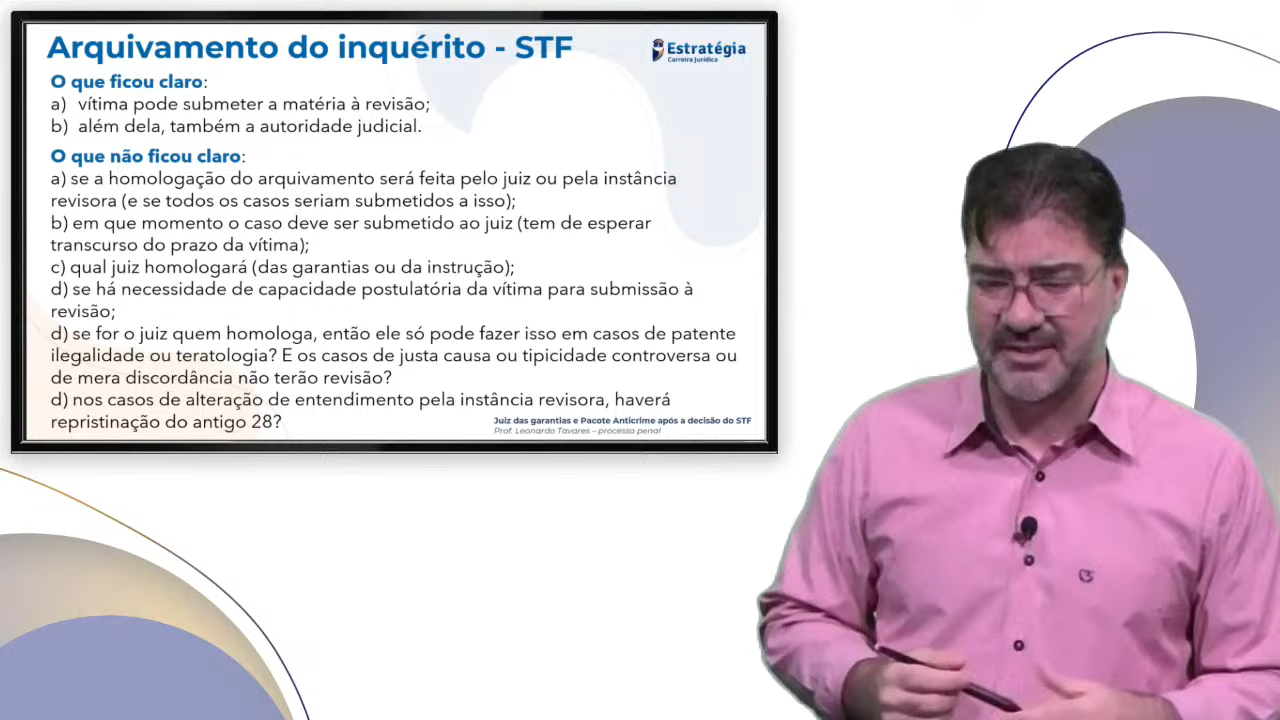 Arquivamento do inquérito - STF
Estratégia
Carreira Jurídica
O que ficou claro:
a) vítima pode submeter a matéria à revisão;
b) além dela, também a autoridade judicial.
O que não ficou claro:
a) se a homologação do arquivamento será feita pelo juiz ou pela instância
revisora (e se todos os casos seriam submetidos a isso);
b) em que momento o caso deve ser submetido ao juiz (tem de esperar
transcurso do prazo da vítima);
c) qual juiz homologará (das garantias ou da instrução);
d) se há necessidade de capacidade postulatória da vítima para submissão à
revisão;
d) se for o juiz quem homologa, então ele só pode fazer isso em casos de patente
ilegalidade ou teratologia? E os casos de justa causa ou tipicidade controversa ou
de mera discordância não terão revisão?
d) nos casos de alteração de entendimento pela instância revisora, haverá
repristinação do antigo 28?
Juiz das garantias e Pacote Anticrime após a decisão do STF
Prof. Leonardo Tavares – processo penal